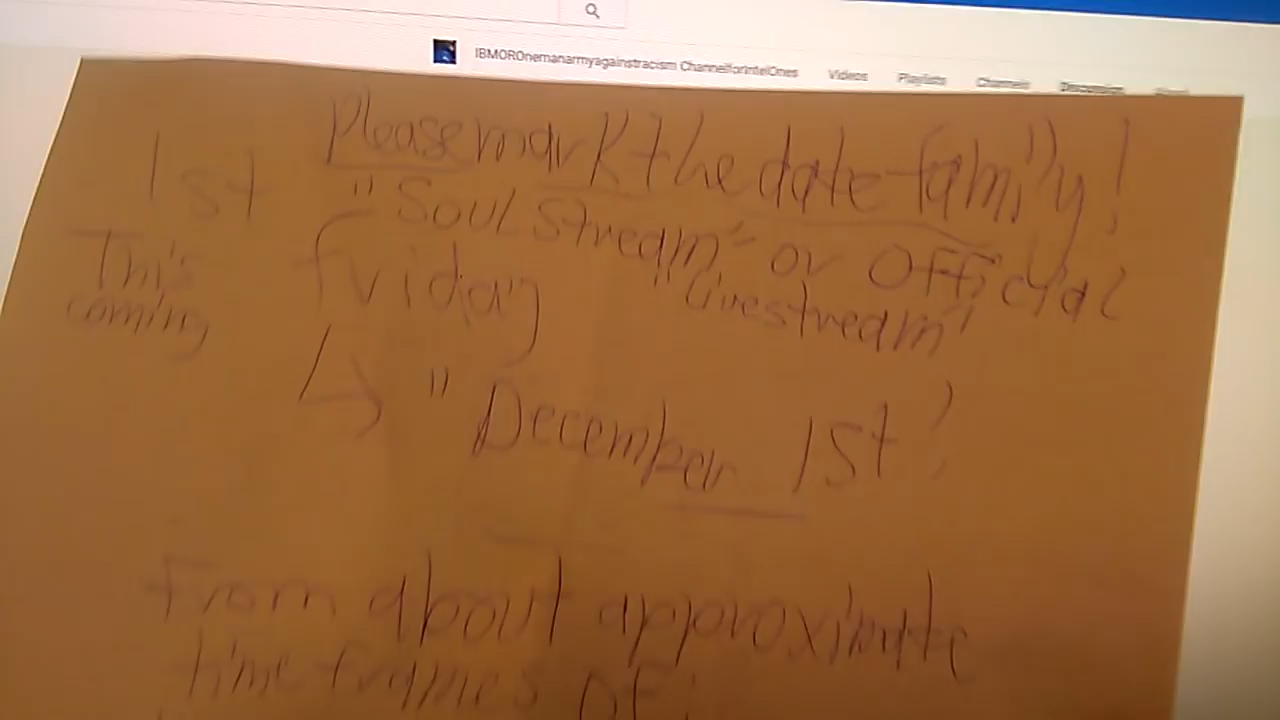 IBMOROnemanarmyagainstracism ChannelforIntelOnes Videos Playlists Channels Discussion
Please mark the date family!
1st "Soul Stream" or Official
"Livestream"
This coming friday
↳ "December 1st"
From about approximate
time frames of: